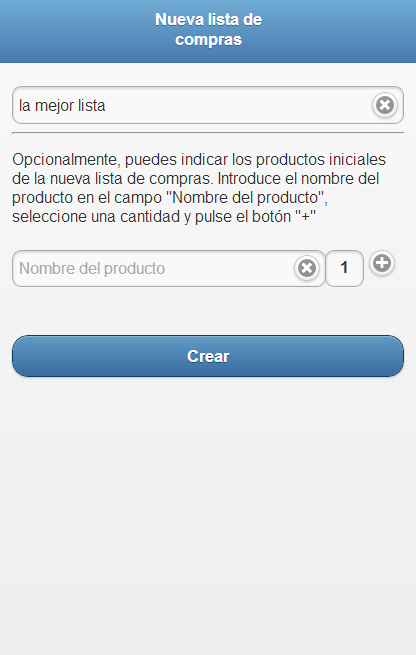 Nueva lista de
compras
la mejor lista
Opcionalmente, puedes indicar los productos iniciales
de la nueva lista de compras. Introduce el nombre del
producto en el campo "Nombre del producto",
seleccione una cantidad y pulse el botón "+"
Nombre del producto 1
Crear